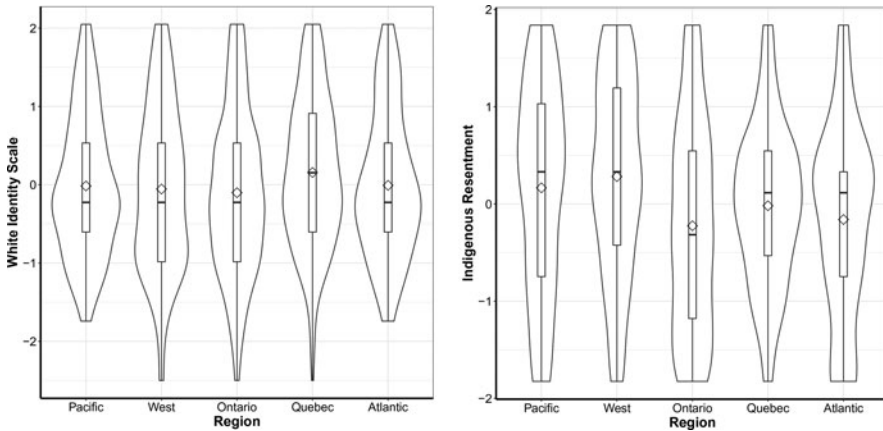 White Identity Scale
2
1
0
−1
−2
Pacific West Ontario Quebec Atlantic
Region
Indigenous Resentment
2
1
0
−1
−2
Pacific West Ontario Quebec Atlantic
Region